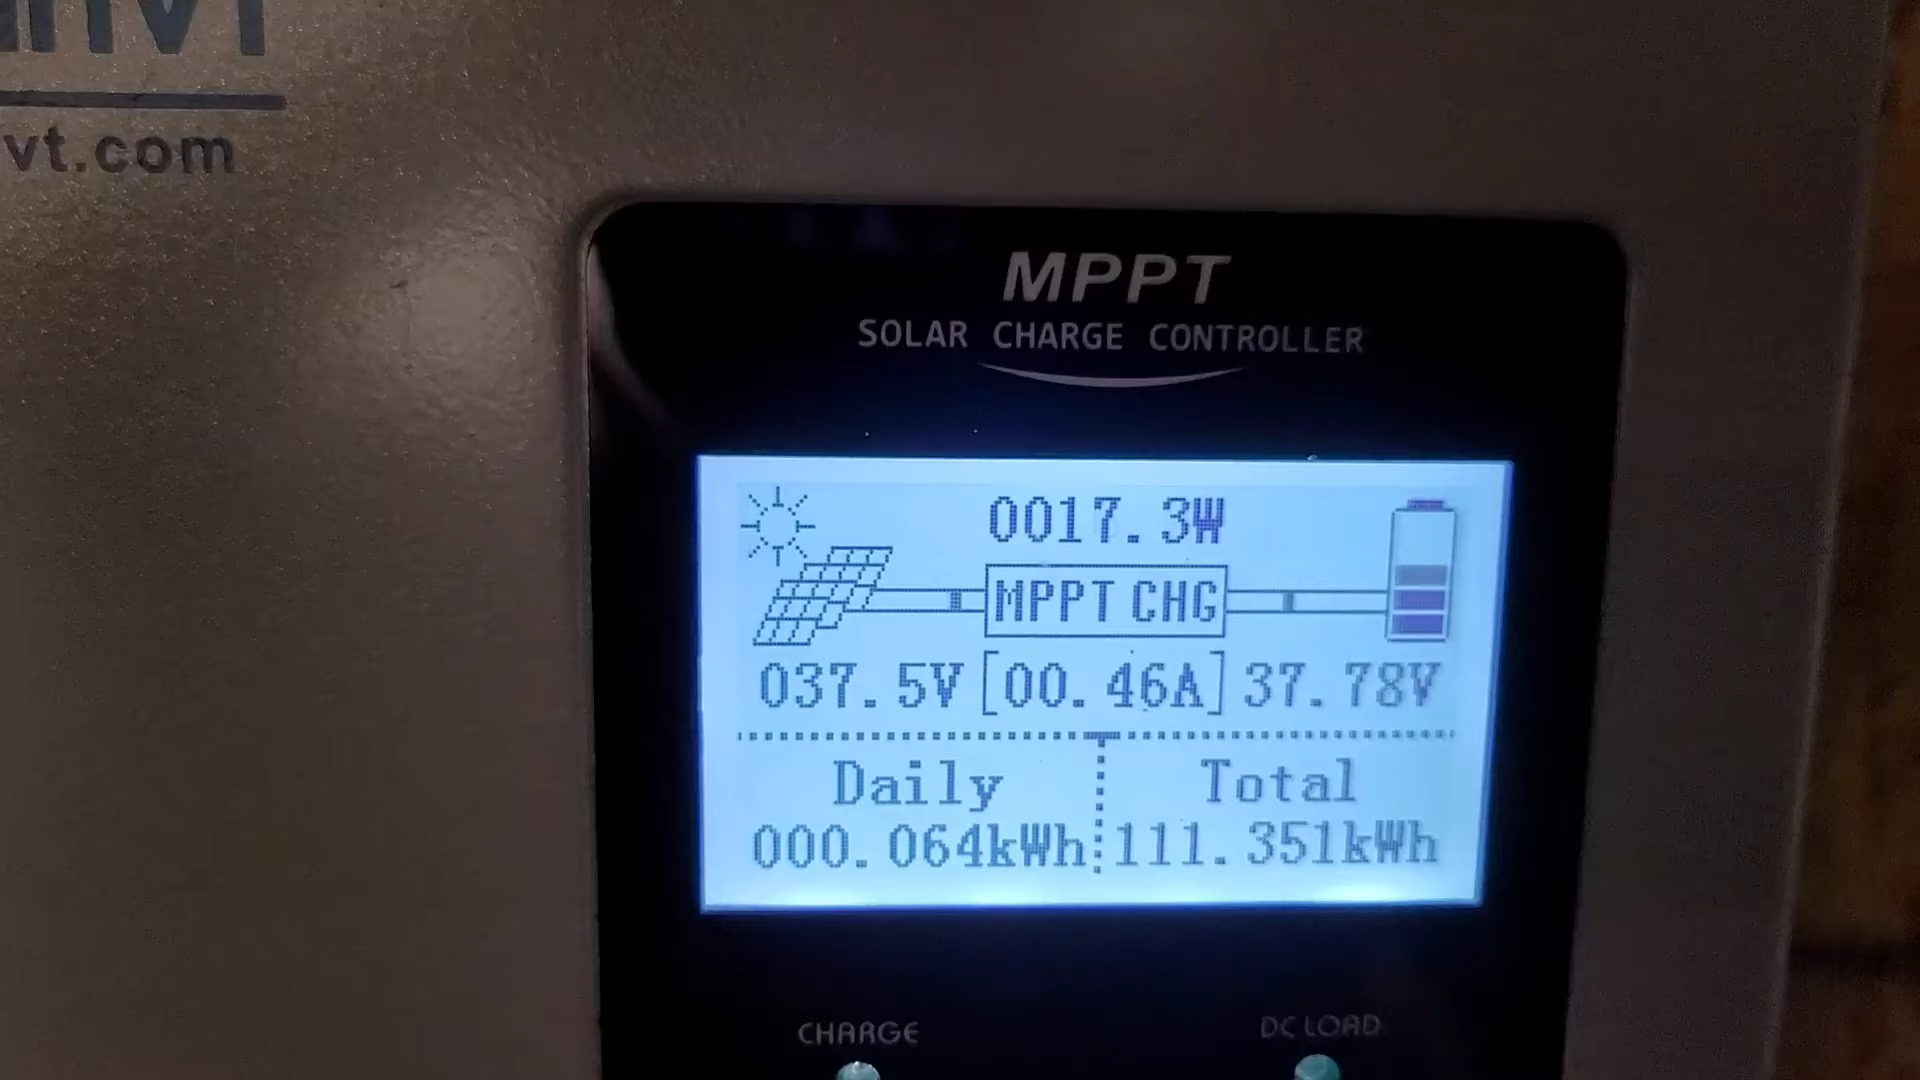 vt.com
MPPT
SOLAR CHARGE CONTROLLER
0017.3W
MPPT CHG
037.5V [00.46A] 37.78V
Daily Total
000.064kWh 111.351kWh
CHARGE DC LOAD